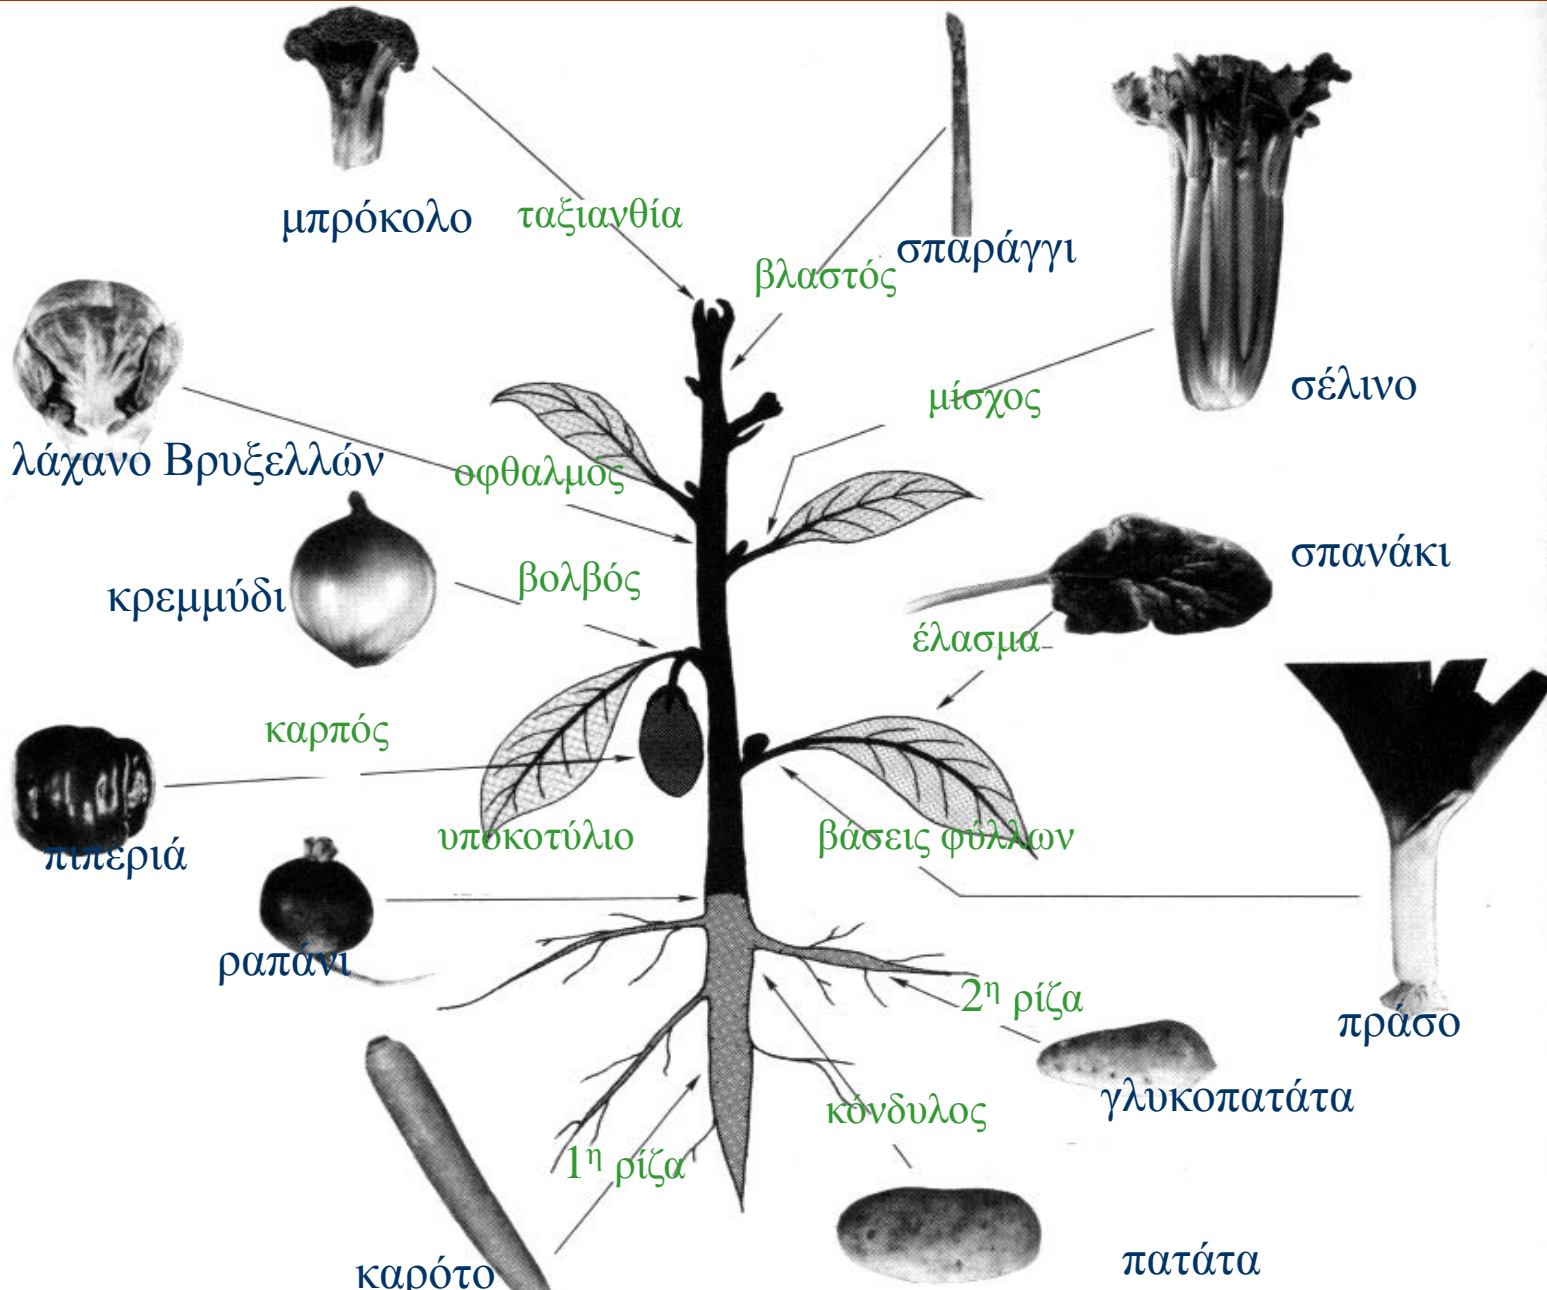 μπρόκολο
ταξιανθία
σπαράγγι
βλαστός
σέλινο
μίσχος
λάχανο Βρυξελλών
οφθαλμός
σπανάκι
κρεμμύδι
βολβός
έλασμα
καρπός
πιπεριά
υποκοτύλιο
βάσεις φύλλων
ραπάνι
2η ρίζα
πράσο
γλυκοπατάτα
κόνδυλος
1η ρίζα
καρότο
πατάτα